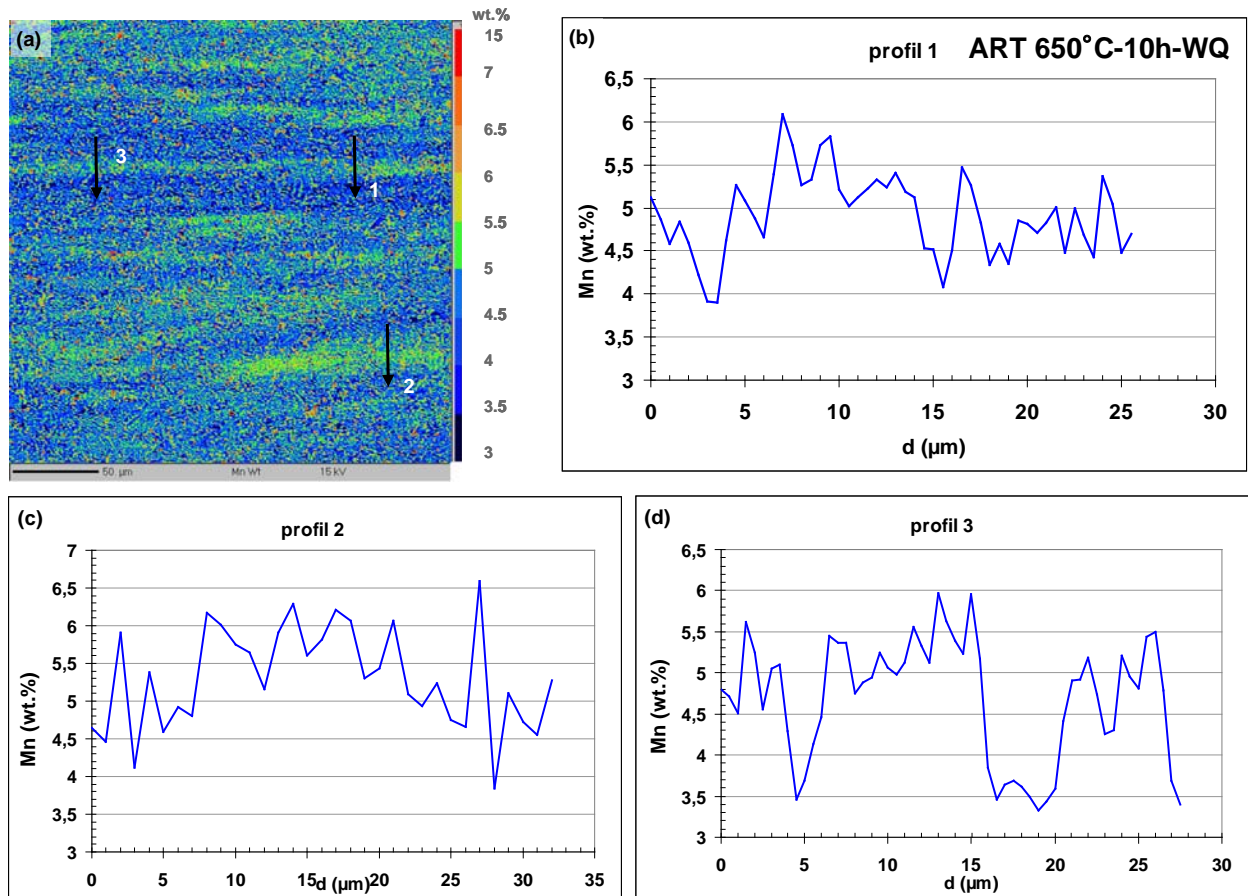 (a)
wt.%
15
7
6.5
6
5.5
5
4.5
4
3.5
3
3
1
2
50. µm Mn Wt 15 kV
(b)
profil 1 ART 650°C-10h-WQ
Mn (wt.%)
6,5
6
5,5
5
4,5
4
3,5
3
0 5 10 15 20 25 30
d (µm)
(c)
profil 2
Mn (wt.%)
7
6,5
6
5,5
5
4,5
4
3,5
3
0 5 10 15 20 25 30 35
d (µm)
(d)
profil 3
Mn (wt.%)
6,5
6
5,5
5
4,5
4
3,5
3
0 5 10 15 20 25 30
d (µm)